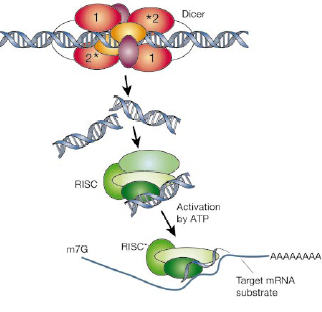 1
*2
Dicer
2*
1
RISC
Activation
by ATP
m7G
RISC*
AAAAAAAA
Target mRNA
substrate